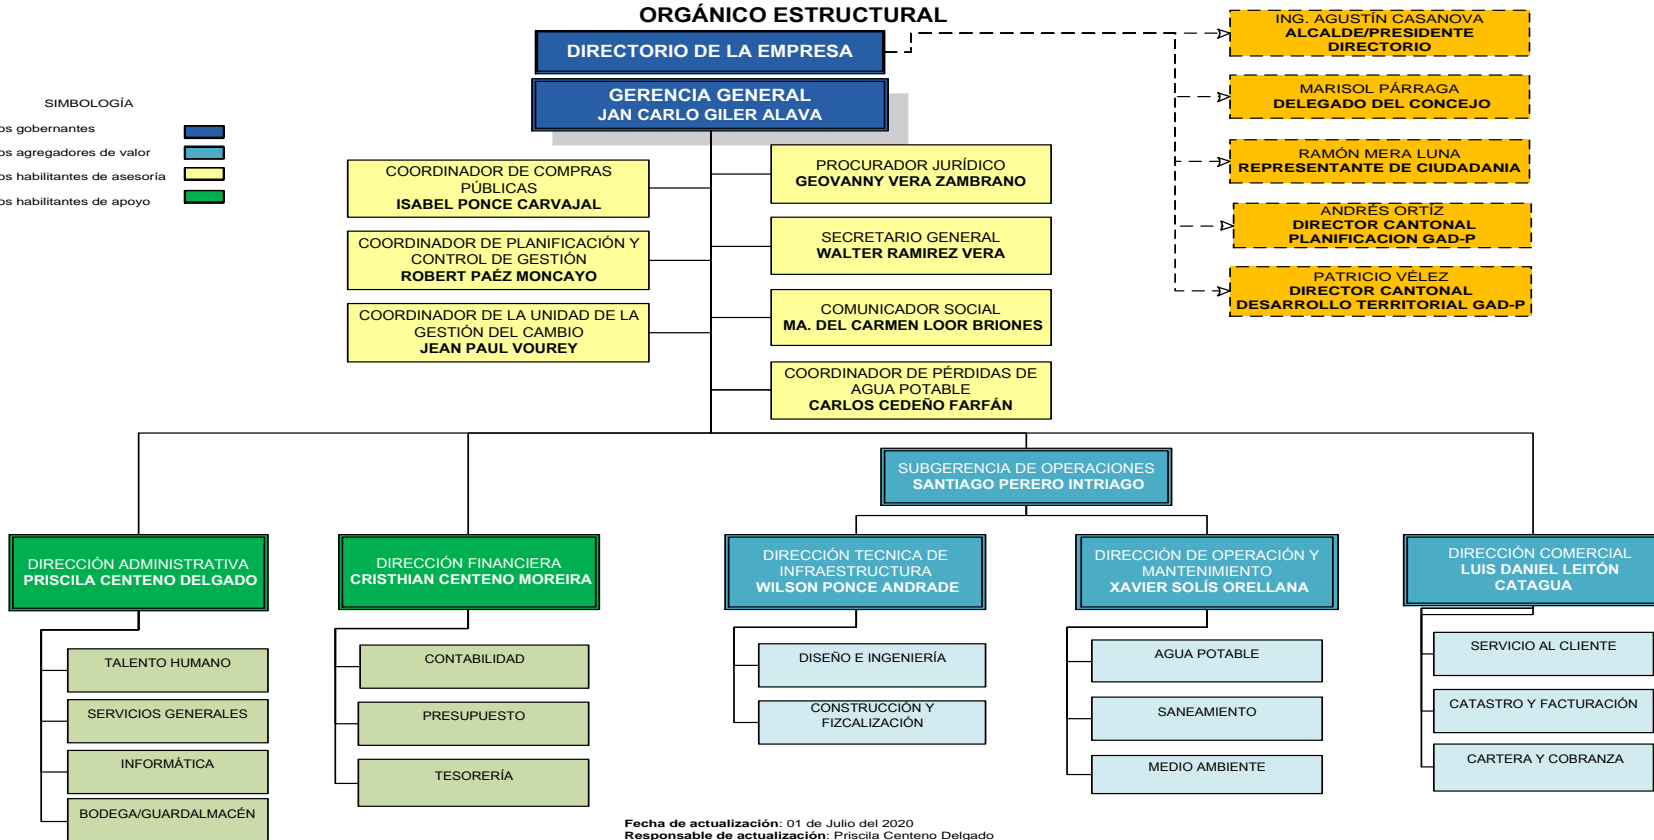 ORGÁNICO ESTRUCTURAL
DIRECTORIO DE LA EMPRESA
GERENCIA GENERAL
JAN CARLO GILER ALAVA
ING. AGUSTÍN CASANOVA
ALCALDE/PRESIDENTE
DIRECTORIO
MARISOL PÁRRAGA
DELEGADO DEL CONCEJO
RAMÓN MERA LUNA
REPRESENTANTE DE CIUDADANIA
ANDRÉS ORTÍZ
DIRECTOR CANTONAL
PLANIFICACION GAD-P
PATRICIO VÉLEZ
DIRECTOR CANTONAL
DESARROLLO TERRITORIAL GAD-P
SIMBOLOGÍA
os gobernantes
os agregadores de valor
os habilitantes de asesoría
os habilitantes de apoyo
COORDINADOR DE COMPRAS
PÚBLICAS
ISABEL PONCE CARVAJAL
COORDINADOR DE PLANIFICACIÓN Y
CONTROL DE GESTIÓN
ROBERT PAÉZ MONCAYO
COORDINADOR DE LA UNIDAD DE LA
GESTIÓN DEL CAMBIO
JEAN PAUL VOUREY
PROCURADOR JURÍDICO
GEOVANNY VERA ZAMBRANO
SECRETARIO GENERAL
WALTER RAMIREZ VERA
COMUNICADOR SOCIAL
MA. DEL CARMEN LOOR BRIONES
COORDINADOR DE PÉRDIDAS DE
AGUA POTABLE
CARLOS CEDEÑO FARFÁN
SUBGERENCIA DE OPERACIONES
SANTIAGO PERERO INTRIAGO
DIRECCIÓN ADMINISTRATIVA
PRISCILA CENTENO DELGADO
TALENTO HUMANO
SERVICIOS GENERALES
INFORMÁTICA
BODEGA/GUARDALMACÉN
DIRECCIÓN FINANCIERA
CRISTHIAN CENTENO MOREIRA
CONTABILIDAD
PRESUPUESTO
TESORERÍA
DIRECCIÓN TECNICA DE
INFRAESTRUCTURA
WILSON PONCE ANDRADE
DISEÑO E INGENIERÍA
CONSTRUCCIÓN Y
FIZCALIZACIÓN
DIRECCIÓN DE OPERACIÓN Y
MANTENIMIENTO
XAVIER SOLÍS ORELLANA
AGUA POTABLE
SANEAMIENTO
MEDIO AMBIENTE
DIRECCIÓN COMERCIAL
LUIS DANIEL LEITÓN
CATAGUA
SERVICIO AL CLIENTE
CATASTRO Y FACTURACIÓN
CARTERA Y COBRANZA
Fecha de actualización: 01 de Julio del 2020
Responsable de actualización: Priscila Centeno Delgado